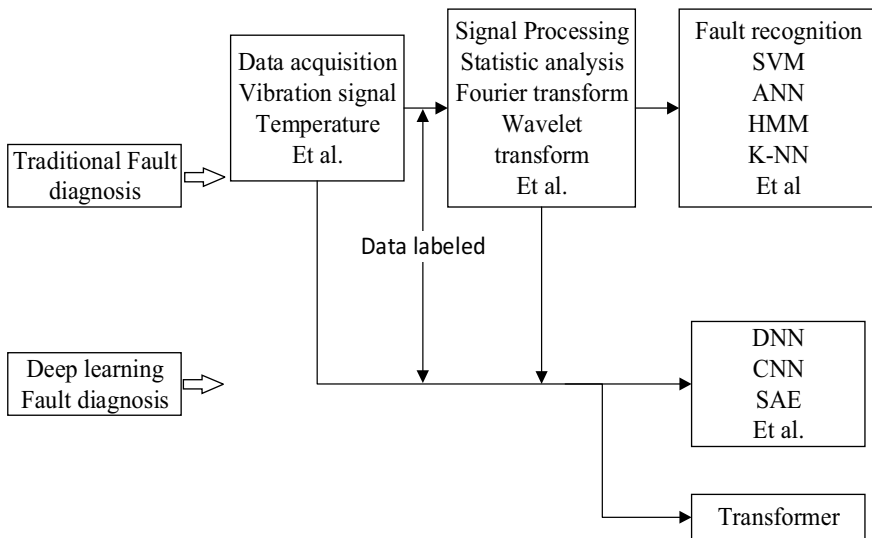 Traditional Fault
diagnosis
Data acquisition
Vibration signal
Temperature
Et al.
Signal Processing
Statistic analysis
Fourier transform
Wavelet
transform
Et al.
Fault recognition
SVM
ANN
HMM
K-NN
Et al
Data labeled
Deep learning
Fault diagnosis
DNN
CNN
SAE
Et al.
Transformer